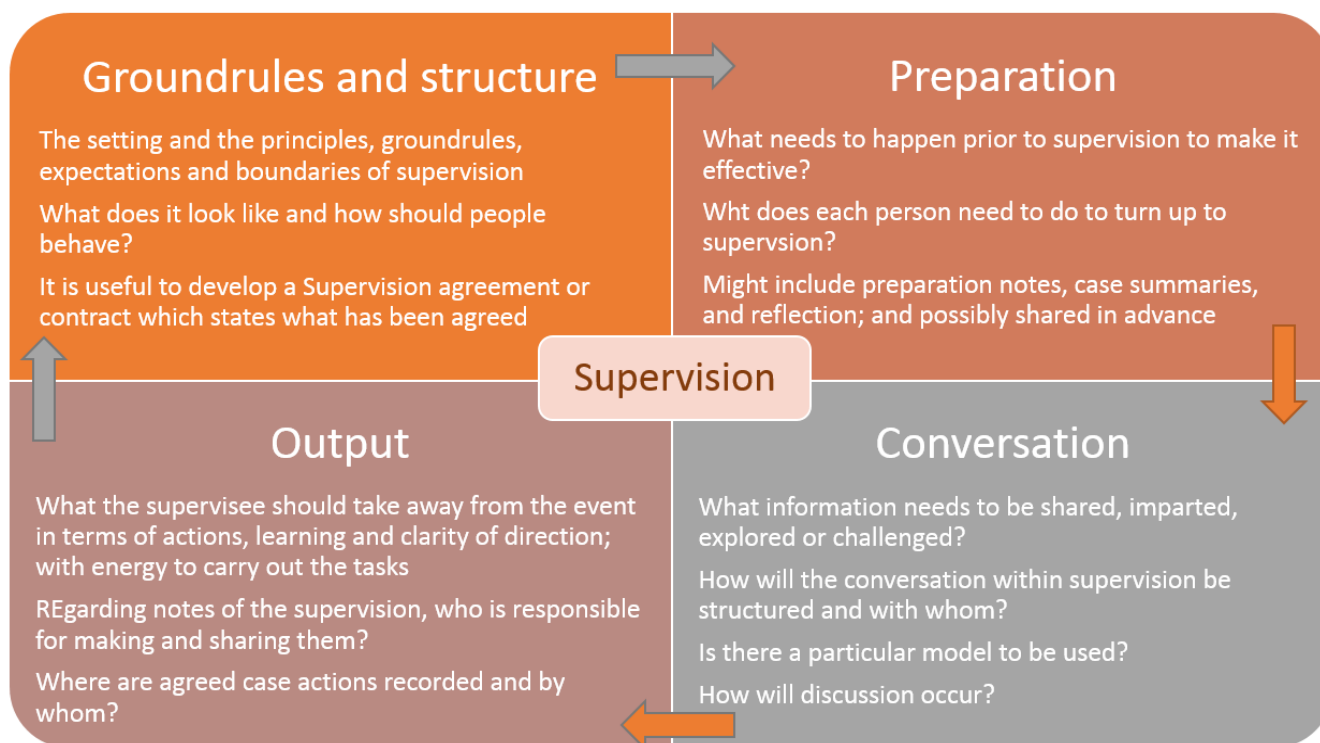 Groundrules and structure
The setting and the principles, groundrules,
expectations and boundaries of supervision
What does it look like and how should people
behave?
It is useful to develop a Supervision agreement or
contract which states what has been agreed
Preparation
What needs to happen prior to supervision to make it
effective?
Wht does each person need to do to turn up to
supervsion?
Might include preparation notes, case summaries,
and reflection; and possibly shared in advance
Supervision
Output
What the supervisee should take away from the event
in terms of actions, learning and clarity of direction;
with energy to carry out the tasks
REgarding notes of the supervision, who is responsible
for making and sharing them?
Where are agreed case actions recorded and by
whom?
Conversation
What information needs to be shared, imparted,
explored or challenged?
How will the conversation within supervision be
structured and with whom?
Is there a particular model to be used?
How will discussion occur?